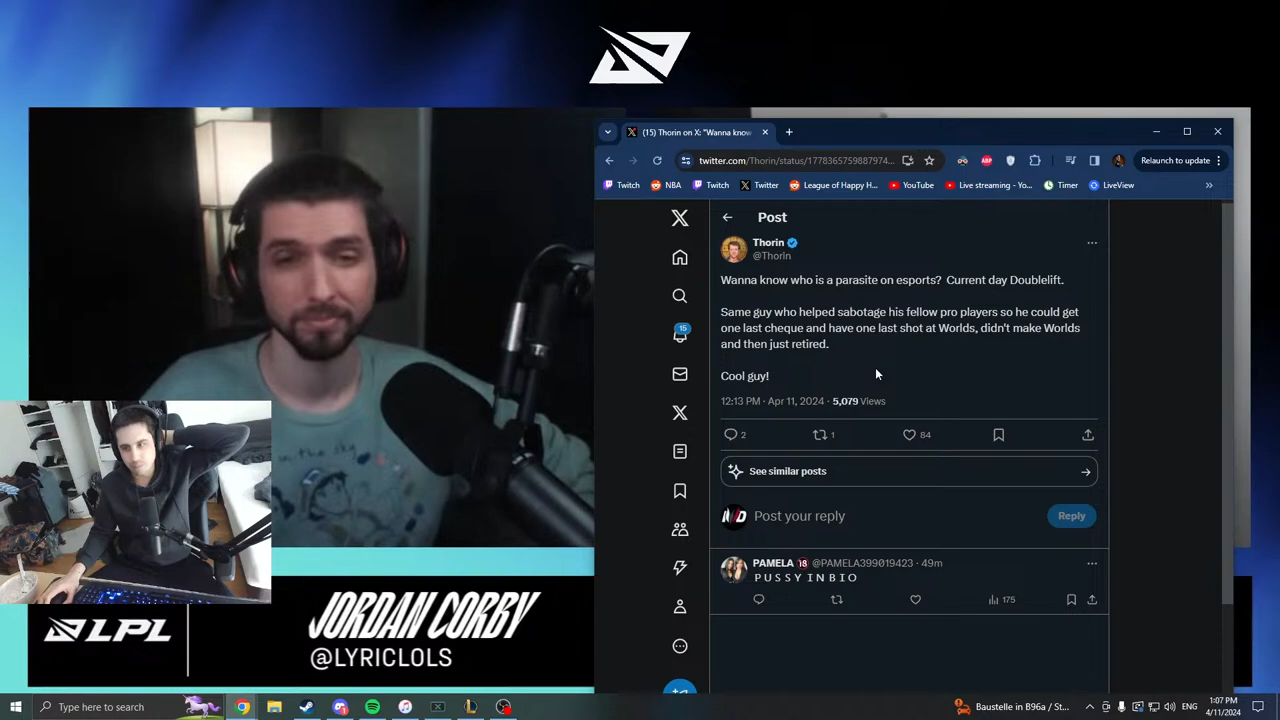 (15) Thorin on X: "Wanna know
twitter.com/Thorin/status/1778365759887974...
Relaunch to update
Twitch
NBA
Twitch
Twitter
League of Happy H...
YouTube
Live streaming - Yo...
Timer
LiveView
»
X
Post
Thorin
@Thorin
Wanna know who is a parasite on esports?  Current day Doublelift.
Same guy who helped sabotage his fellow pro players so he could get
one last cheque and have one last shot at Worlds, didn't make Worlds
and then just retired.
Cool guy!
12:13 PM · Apr 11, 2024 · 5,079 Views
15
2
1
84
See similar posts
Post your reply
Reply
PAMELA 🔞 @PAMELA399019423 · 49m
P U S S Y I N B I O
175
LPL
JORDAN CORBY
@LYRICLOLS
Type here to search
Baustelle in B96a / St...
ENG
1:07 PM
4/11/2024